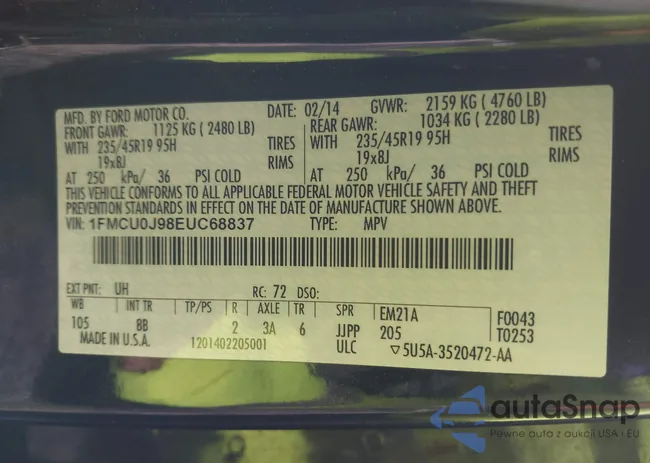 MFD. BY FORD MOTOR CO. DATE: 02/14 GVWR: 2159 KG ( 4760 LB)
FRONT GAWR: 1125 KG ( 2480 LB) REAR GAWR: 1034 KG ( 2280 LB)
WITH 235/45R19 95H TIRES WITH 235/45R19 95H TIRES
19x8J RIMS 19x8J RIMS
AT 250 kPa/ 36 PSI COLD AT 250 kPa/ 36 PSI COLD
THIS VEHICLE CONFORMS TO ALL APPLICABLE FEDERAL MOTOR VEHICLE SAFETY AND THEFT
PREVENTION STANDARDS IN EFFECT ON THE DATE OF MANUFACTURE SHOWN ABOVE.
VIN: 1FMCU0J98EUC68837 TYPE: MPV
EXT PNT: UH RC: 72 DSO:
WB INT TR TP/PS R AXLE TR SPR EM21A F0043
105 8B 2 3A 6 JJPP 205 T0253
MADE IN U.S.A. 1201402205001 ULC ▽5U5A-3520472-AA
autaSnap
Pewne auta z aukcji USA i EU